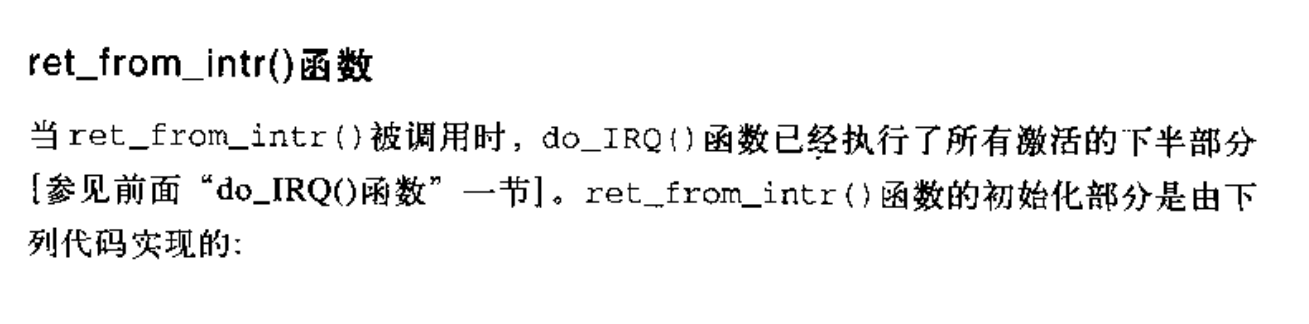 ret_from_intr()函数
当ret_from_intr()被调用时，do_IRQ()函数已经执行了所有激活的下半部分
[参见前面“do_IRQ()函数”一节]。ret_from_intr()函数的初始化部分是由下
列代码实现的：